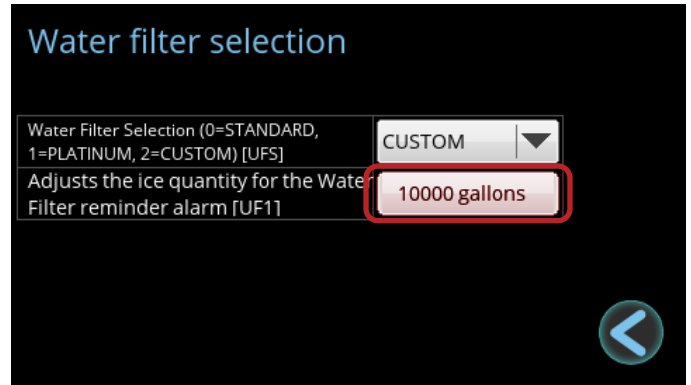 Water filter selection
Water Filter Selection (0=STANDARD,
1=PLATINUM, 2=CUSTOM) [UFS]
CUSTOM
Adjusts the ice quantity for the Water
Filter reminder alarm [UF1]
10000 gallons